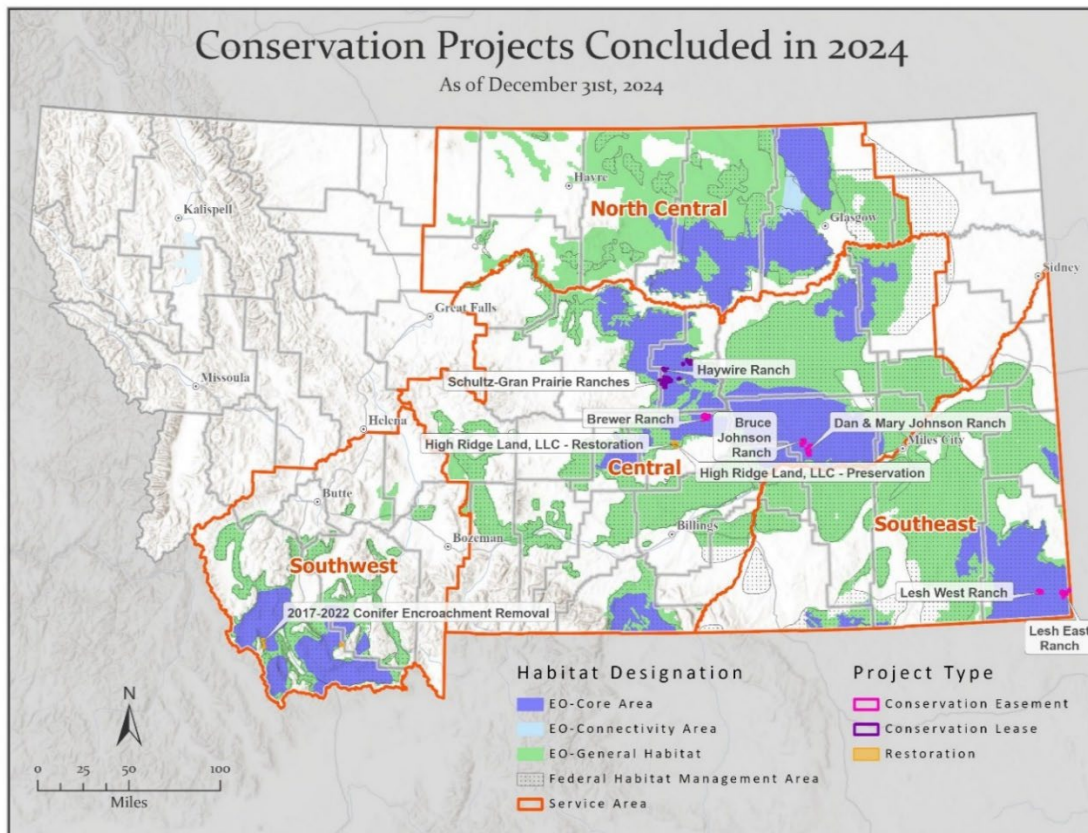 Conservation Projects Concluded in 2024
As of December 31st, 2024
Havre
Kalispell
North Central
Glasgow
Sidney
Great Falls
Missoula
Haywire Ranch
Schultz-Gran Prairie Ranches
Brewer Ranch
Bruce
Johnson
Ranch
Dan & Mary Johnson Ranch
Helena
High Ridge Land, LLC - Restoration
Miles City
Central
High Ridge Land, LLC - Preservation
Butte
Billings
Southeast
Bozeman
Southwest
Lesh West Ranch
2017-2022 Conifer Encroachment Removal
Lesh East
Ranch
Habitat Designation
EO-Core Area
EO-Connectivity Area
EO-General Habitat
Federal Habitat Management Area
Service Area
Project Type
Conservation Easement
Conservation Lease
Restoration
N
0 25 50 100
Miles